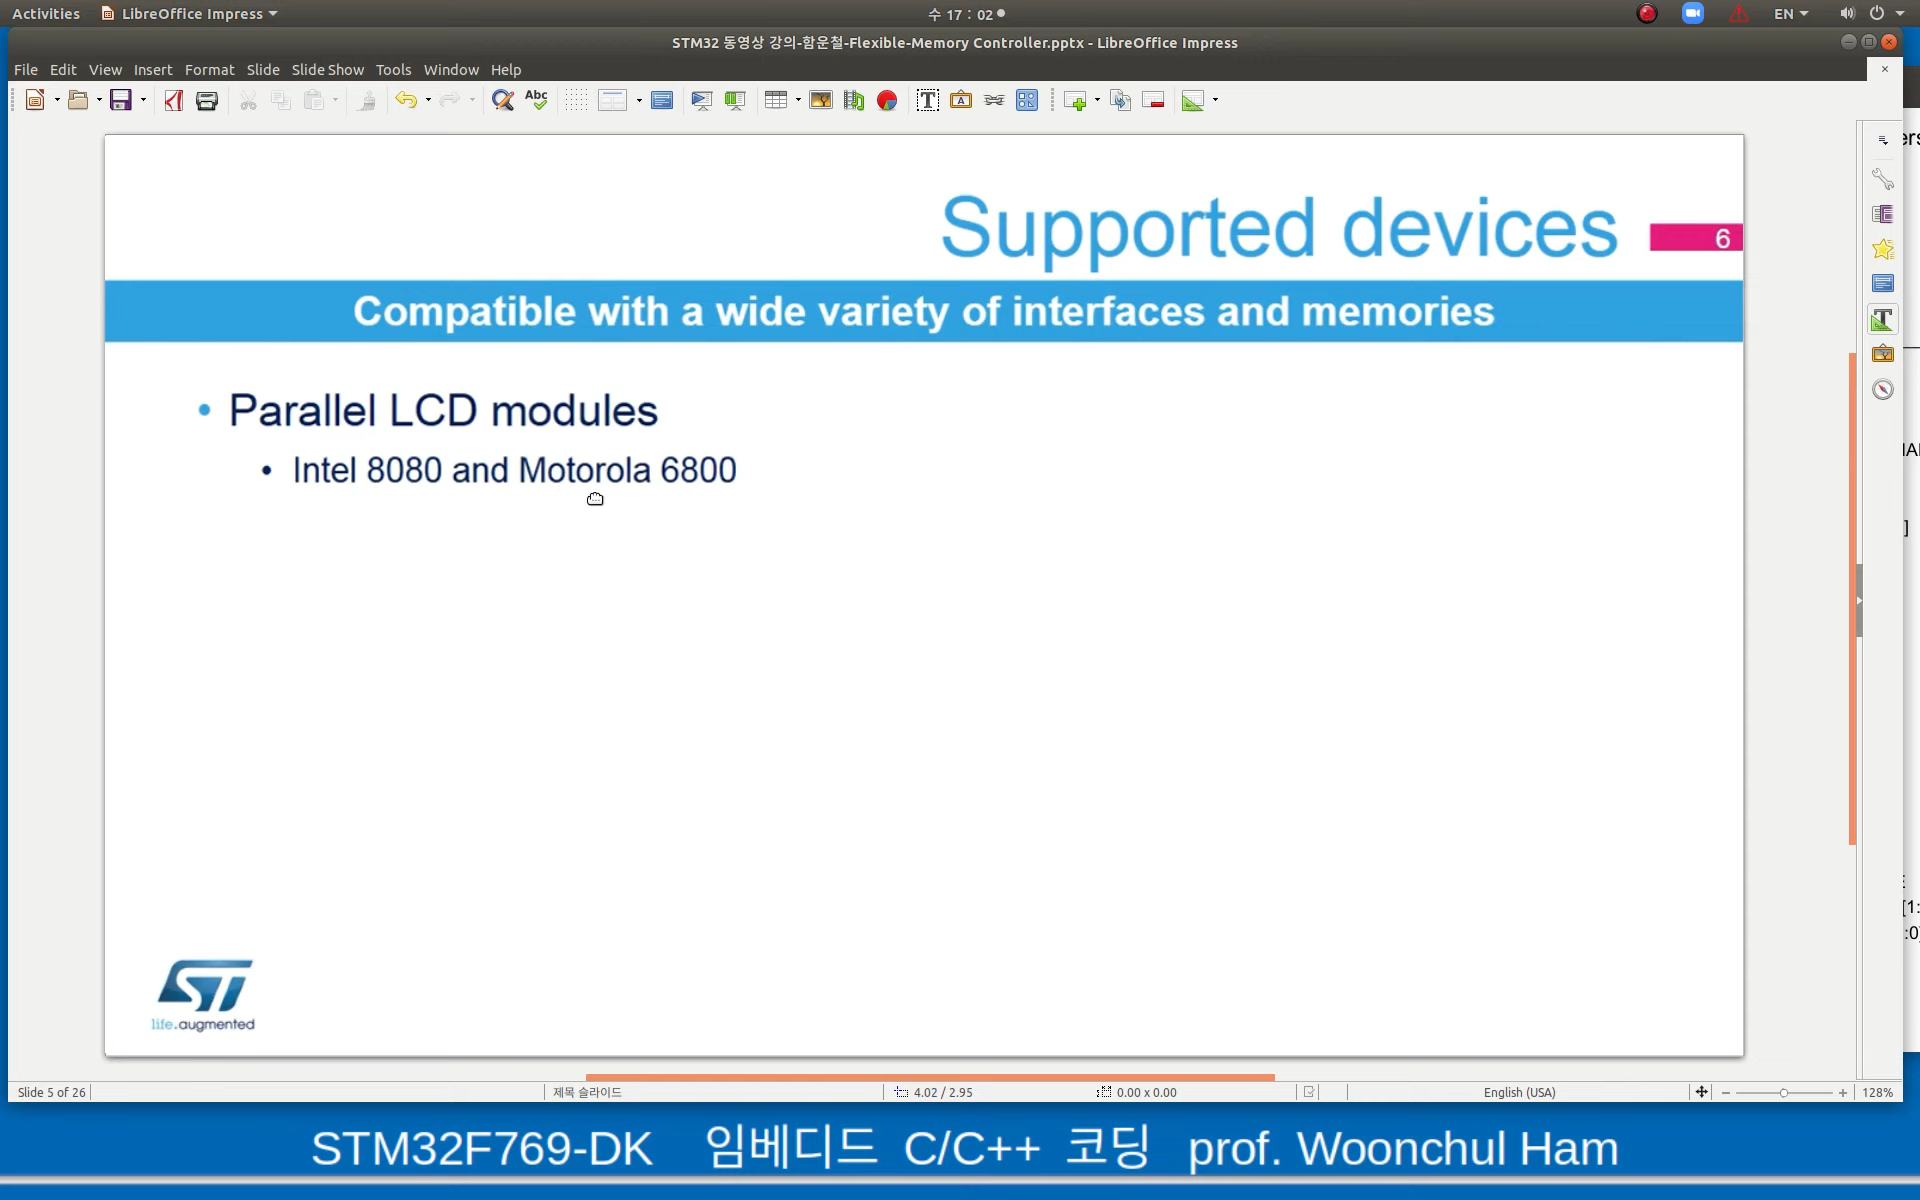 Activities LibreOffice Impress 수 17 : 02 EN
STM32 동영상 강의-함운철-Flexible-Memory Controller.pptx - LibreOffice Impress
File Edit View Insert Format Slide Slide Show Tools Window Help
Abc
Supported devices 6
Compatible with a wide variety of interfaces and memories
• Parallel LCD modules
• Intel 8080 and Motorola 6800
ST
life.augmented
Slide 5 of 26 제목 슬라이드 4.02 / 2.95 0.00 x 0.00 English (USA) 128%
STM32F769-DK 임베디드 C/C++ 코딩 prof. Woonchul Ham